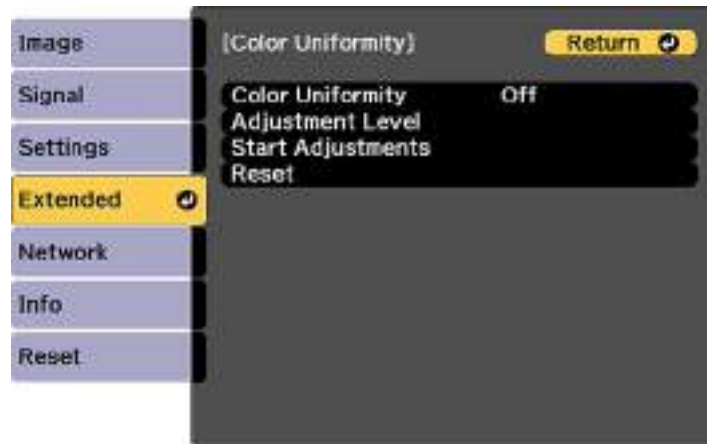 Image
Signal
Settings
Extended
Network
Info
Reset
[Color Uniformity]
Return
Color Uniformity Off
Adjustment Level
Start Adjustments
Reset